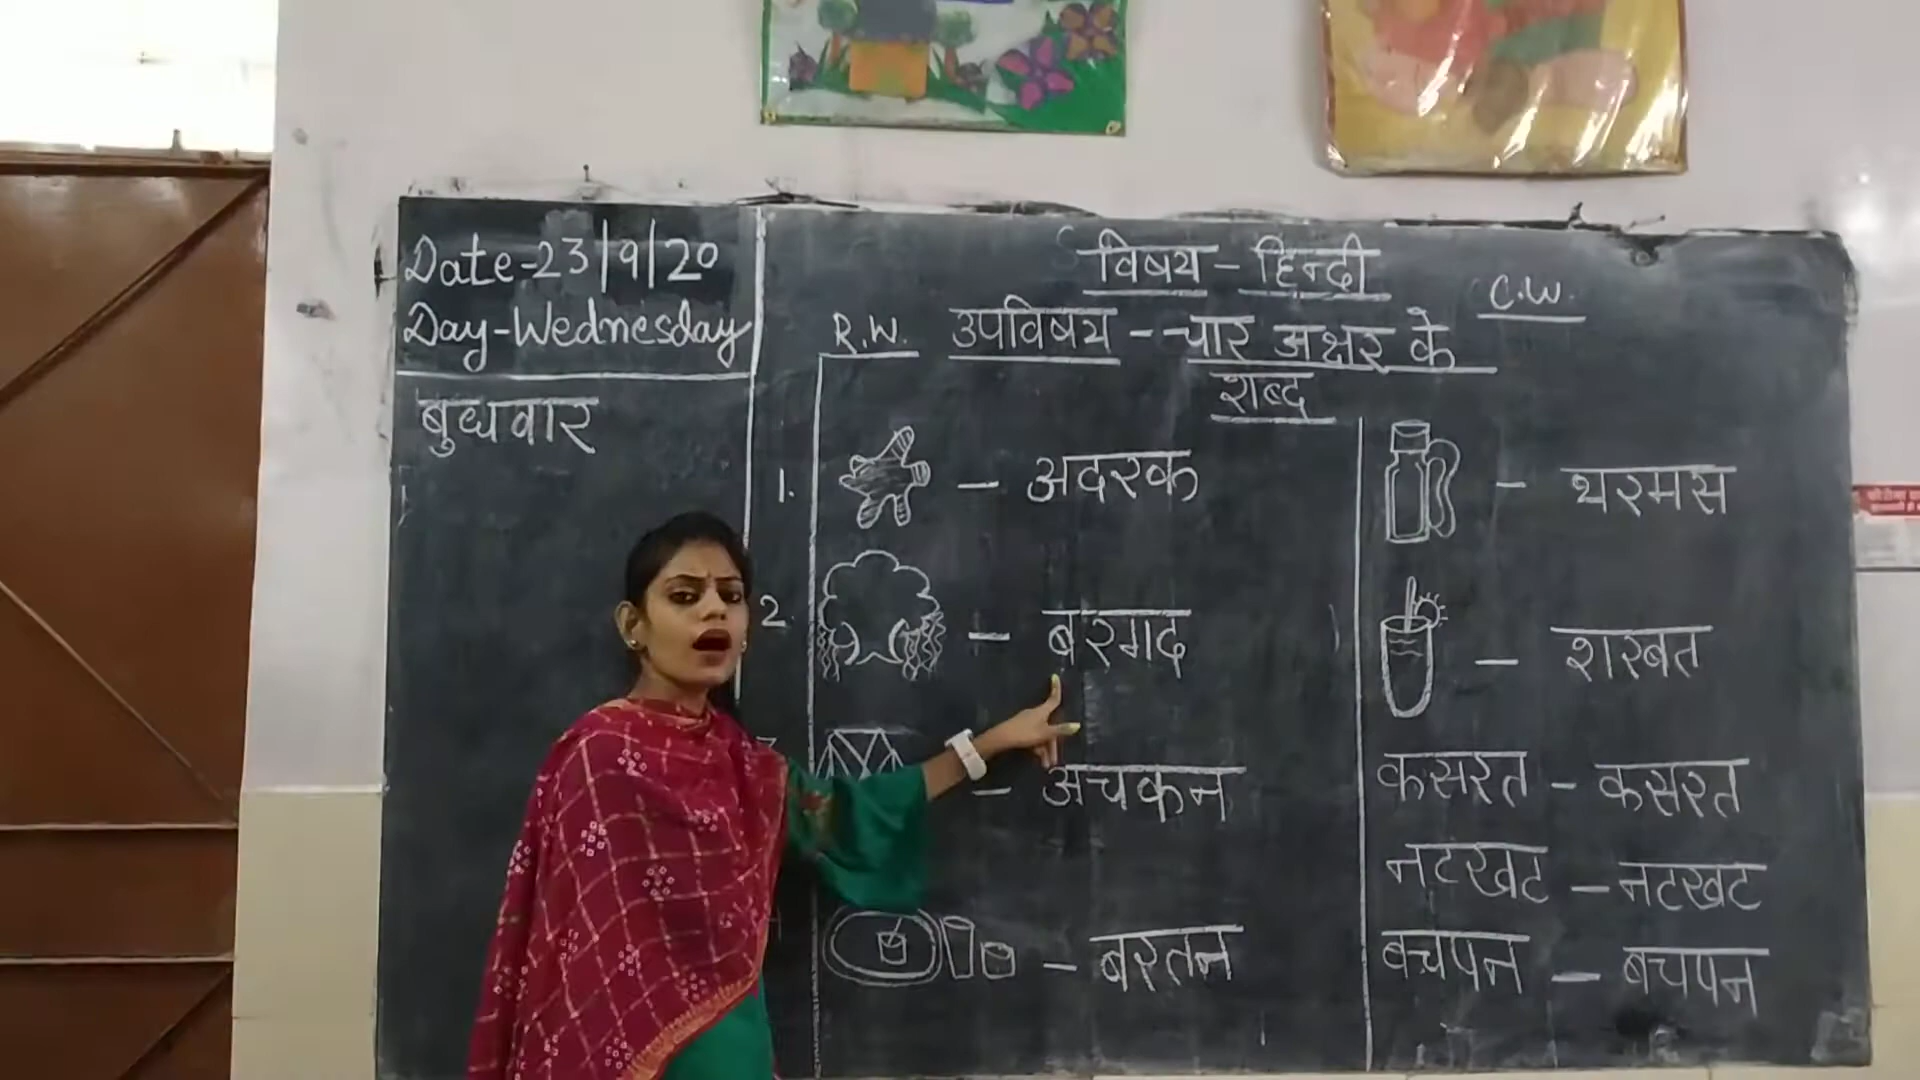 Date-23/9/20
Day-Wednesday
बुधवार
विषय - हिन्दी
C.W.
R.W. उपविषय - चार अक्षर के
शब्द
1. - अदरक
2. - बरगद
- अचकन
- बरतन
- थरमस
- शरबत
कसरत - कसरत
नटखट - नटखट
बचपन - बचपन